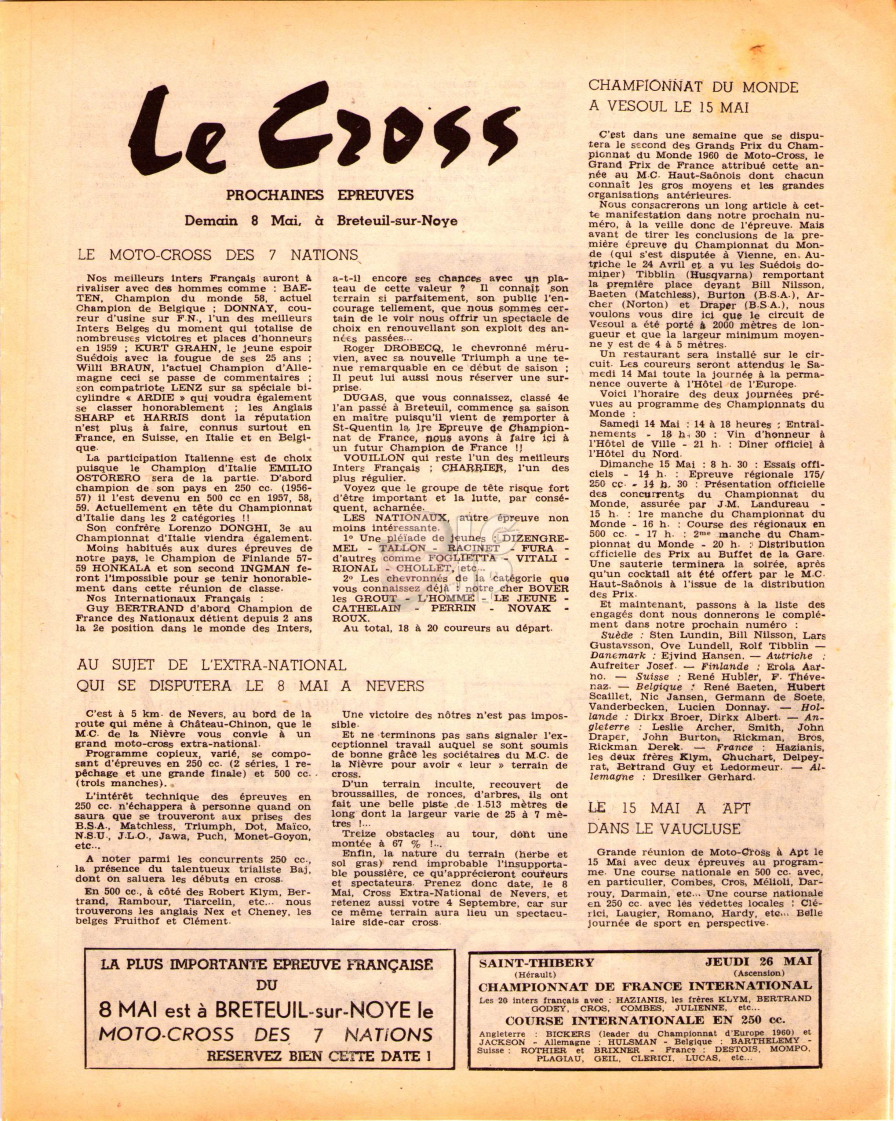 Le Cross
PROCHAINES EPREUVES
Demain 8 Mai, à Breteuil-sur-Noye
LE MOTO-CROSS DES 7 NATIONS
Nos meilleurs inters Français auront à
rivaliser avec des hommes comme : BAE-
TEN, Champion du monde 58, actuel
Champion de Belgique ; DONNAY, cou-
reur d'usine sur F.N., l'un des meilleurs
Inters Belges du moment qui totalise de
nombreuses victoires et places d'honneurs
en 1959 ; KURT GRAHN, le jeune espoir
Suédois avec la fougue de ses 25 ans ;
Willi BRAUN, l'actuel Champion d'Alle-
magne ceci se passe de commentaires ;
son compatriote LENZ sur sa spéciale bi-
cylindre « ARDIE » qui voudra également
se classer honorablement ; les Anglais
SHARP et HARRIS dont la réputation
n'est plus à faire, connus surtout en
France, en Suisse, en Italie et en Belgi-
que.
La participation Italienne est de choix
puisque le Champion d'Italie EMILIO
OSTORERO sera de la partie. D'abord
champion de son pays en 250 cc. (1956-
57) il l'est devenu en 500 cc en 1957, 58,
59. Actuellement en tête du Championnat
d'Italie dans les 2 catégories !!
Son confrère Lorenzo DONGHI, 3e au
Championnat d'Italie viendra également.
Moins habitués aux dures épreuves de
notre pays, le Champion de Finlande 57-
59 HONKALA et son second INGMAN fe-
ront l'impossible pour se tenir honorable-
ment dans cette réunion de classe.
Nos Internationaux Français :
Guy BERTRAND d'abord Champion de
France des Nationaux détient depuis 2 ans
la 2e position dans le monde des Inters,
a-t-il encore ses chances avec un pla-
teau de cette valeur ? Il connaît son
terrain si parfaitement, son publie l'en-
courage tellement, que nous sommes cer-
tain de le voir nous offrir un spectacle de
choix en renouvellant son exploit des an-
nées passées...
Roger DROBECQ, le chevronné méru-
vien, avec sa nouvelle Triumph a une te-
nue remarquable en ce début de saison ;
Il peut lui aussi nous réserver une sur-
prise.
DUGAS, que vous connaissez, classé 4e
l'an passé à Breteuil, commence sa saison
en maître puisqu'il vient de remporter à
St-Quentin la 1re Epreuve de Champion-
nat de France, nous avons à faire ici à
un futur Champion de France !!
VOUILLON qui reste l'un des meilleurs
Inters Français ; CHARRIER, l'un des
plus régulier.
Voyez que le groupe de tête risque fort
d'être important et la lutte, par consé-
quent, acharnée.
LES NATIONAUX, autre épreuve non
moins intéressante.
1° Une pléiade de jeunes : DIZENGRE-
MEL - TALLON - RACINET - FURA -
d'autres comme FOGLIETTA - VITALI -
RIONAL - CHOLLET, etc...
2° Les chevronnés de la catégorie que
vous connaissez déjà : notre cher BOVER
les GROUT - L'HOMME - LE JEUNE -
CATHELAIN - PERRIN - NOVAK -
ROUX.
Au total, 18 à 20 coureurs au départ.
AU SUJET DE L'EXTRA-NATIONAL
QUI SE DISPUTERA LE 8 MAI A NEVERS
C'est à 5 km. de Nevers, au bord de la
route qui mène à Château-Chinon, que le
M.C. de la Nièvre vous convie à un
grand moto-cross extra-national.
Programme copieux, varié, se compo-
sant d'épreuves en 250 cc. (2 séries, 1 re-
pêchage et une grande finale) et 500 cc.
(trois manches).
L'intérêt technique des épreuves en
250 cc. n'échappera à personne quand on
saura que se trouveront aux prises des
B.S.A., Matchless, Triumph, Dot, Maïco,
N.S.U., J.L.O., Jawa, Puch, Monet-Goyon,
etc...
A noter parmi les concurrents 250 cc.,
la présence du talentueux trialiste Baj,
dont on saluera les débuts en cross.
En 500 cc., à côté des Robert Klym, Ber-
trand, Rambour, Tiarcelin, etc... nous
trouverons les anglais Nex et Cheney, les
belges Fruithof et Clément.
Une victoire des nôtres n'est pas impos-
sible.
Et ne terminons pas sans signaler l'ex-
ceptionnel travail auquel se sont soumis
de bonne grâce les sociétaires du M.C. de
la Nièvre pour avoir « leur » terrain de
cross.
D'un terrain inculte, recouvert de
broussailles, de ronces, d'arbres, ils ont
fait une belle piste de 1.513 mètres de
long dont la largeur varie de 25 à 7 mè-
tres !...
Treize obstacles au tour, dont une
montée à 67 % !...
Enfin, la nature du terrain (herbe et
sol gras) rend improbable l'insupporta-
ble poussière, ce qu'apprécieront coureurs
et spectateurs. Prenez donc date, le 8
Mai, Cross Extra-National de Nevers, et
retenez aussi votre 4 Septembre, car sur
ce même terrain aura lieu un spectacu-
laire side-car cross.
CHAMPIONNAT DU MONDE
A VESOUL LE 15 MAI
C'est dans une semaine que se dispu-
tera le second des Grands Prix du Cham-
pionnat du Monde 1960 de Moto-Cross, le
Grand Prix de France attribué cette an-
née au M.C. Haut-Saônois dont chacun
connaît les gros moyens et les grandes
organisations antérieures.
Nous consacrerons un long article à cet-
te manifestation dans notre prochain nu-
méro, à la veille donc de l'épreuve. Mais
avant de tirer les conclusions de la pre-
mière épreuve du Championnat du Mon-
de (qui s'est disputée à Vienne, en Au-
triche le 24 Avril et a vu les Suédois do-
miner) Tibblin (Husqvarna) remportant
la première place devant Bill Nilsson,
Baeten (Matchless), Burton (B.S.A.), Ar-
cher (Norton) et Draper (B.S.A.), nous
voulons vous dire ici que le circuit de
Vesoul a été porté à 2000 mètres de lon-
gueur et que la largeur minimum moyen-
ne y est de 4 à 5 mètres.
Un restaurant sera installé sur le cir-
cuit. Les coureurs seront attendus le Sa-
medi 14 Mai toute la journée à la perma-
nence ouverte à l'Hôtel de l'Europe.
Voici l'horaire des deux journées pré-
vues au programme des Championnats du
Monde :
Samedi 14 Mai : 14 à 18 heures : Entraî-
nements - 18 h. 30 : Vin d'honneur à
l'Hôtel de Ville - 21 h. : Dîner officiel à
l'Hôtel du Nord.
Dimanche 15 Mai : 8 h. 30 : Essais offi-
ciels - 14 h. : Epreuve régionale 175/
250 cc. - 14 h. 30 : Présentation officielle
des concurrents du Championnat du
Monde, assurée par J.M. Landureau -
15 h. : 1re manche du Championnat du
Monde - 16 h. : Course des régionaux en
500 cc. - 17 h. : 2me manche du Cham-
pionnat du Monde - 20 h. : Distribution
officielle des Prix au Buffet de la Gare.
Une sauterie terminera la soirée, après
qu'un cocktail ait été offert par le M.C.
Haut-Saônois à l'issue de la distribution
des Prix.
Et maintenant, passons à la liste des
engagés dont nous donnerons le complé-
ment dans notre prochain numéro :
Suède : Sten Lundin, Bill Nilsson, Lars
Gustavsson, Ove Lundell, Rolf Tibblin —
Danemark : Ejvind Hansen. — Autriche :
Aufreiter Josef. — Finlande : Erola Aar-
no. — Suisse : René Hubler, F. Théve-
naz. — Belgique : René Baeten, Hubert
Scaillet, Nic Jansen, Germann de Soete,
Vanderbecken, Lucien Donnay. — Hol-
lande : Dirkx Broer, Dirkx Albert. — An-
gleterre : Leslie Archer, Smith, John
Draper, John Burton, Rickman, Bros,
Rickman Derek. — France : Hazianis,
les deux frères Klym, Chuchart, Delpey-
rat, Bertrand Guy et Ledormeur. — Al-
lemagne : Dresilker Gerhard.
LE 15 MAI A APT
DANS LE VAUCLUSE
Grande réunion de Moto-Cross à Apt le
15 Mai avec deux épreuves au program-
me. Une course nationale en 500 cc. avec,
en particulier, Combes, Cros, Mélioli, Dar-
rouy, Darmain, etc... Une course nationale
en 250 cc. avec les vedettes locales : Clé-
rici, Laugier, Romano, Hardy, etc... Belle
journée de sport en perspective.
LA PLUS IMPORTANTE EPREUVE FRANÇAISE
DU
8 MAI est à BRETEUIL-sur-NOYE le
MOTO-CROSS DES 7 NATIONS
RESERVEZ BIEN CETTE DATE !
SAINT-THIBERY JEUDI 26 MAI
(Hérault) (Ascension)
CHAMPIONNAT DE FRANCE INTERNATIONAL
Les 20 inters français avec : HAZIANIS, les frères KLYM, BERTRAND
GODEY, CROS, COMBES, JULIENNE, etc...
COURSE INTERNATIONALE EN 250 cc.
Angleterre : BICKERS (leader du Championnat d'Europe 1960) et
JACKSON - Allemagne : HULSMAN - Belgique : BARTHELEMY -
Suisse : ROTHIER et BRIXNER - France : DESTOIS, MOMPO,
PLAGIAU, GEIL, CLERICI, LUCAS, etc...